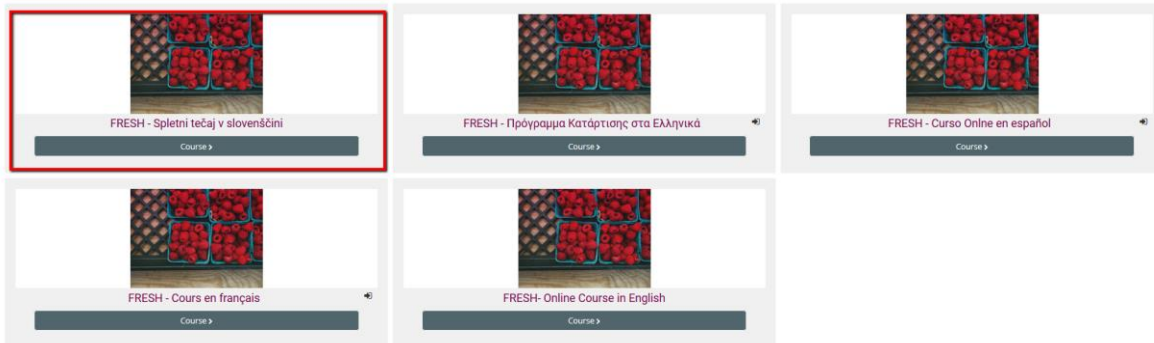 FRESH - Spletni tečaj v slovenščini
Course
FRESH - Πρόγραμμα Κατάρτισης στα Ελληνικά
Course
FRESH - Curso Onlne en español
Course
FRESH - Cours en français
Course
FRESH- Online Course in English
Course